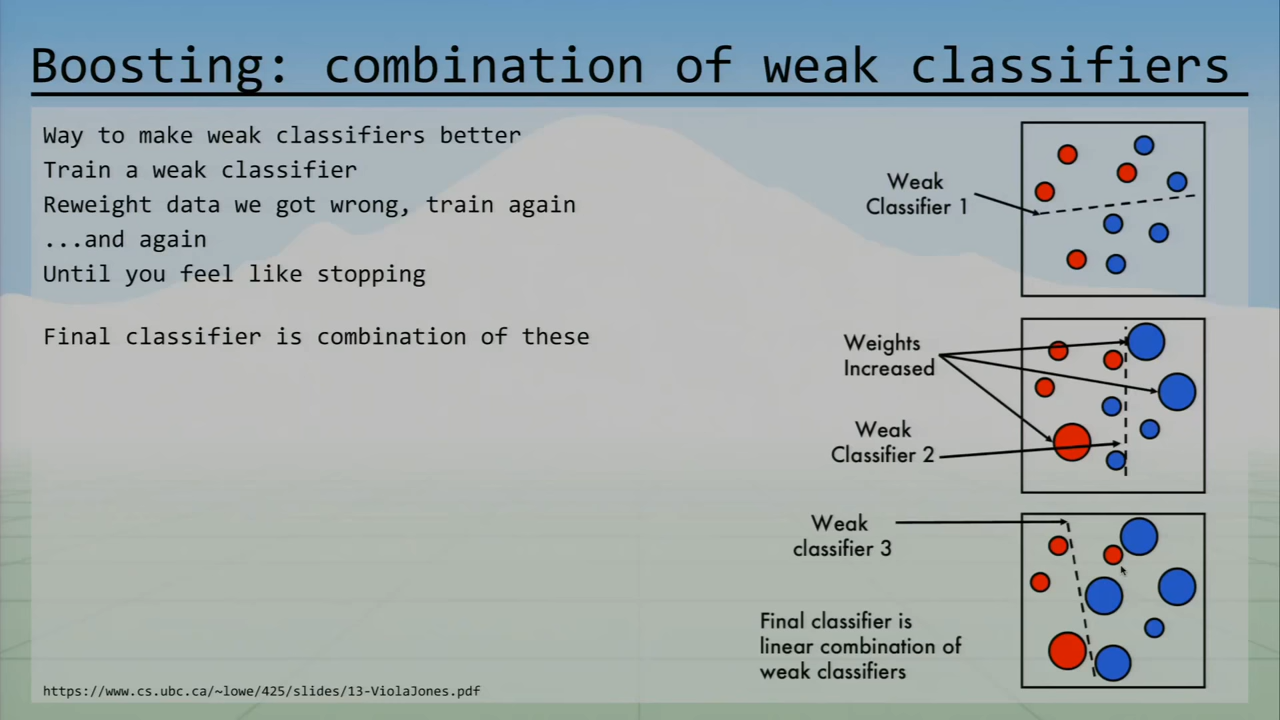 Boosting: combination of weak classifiers
Way to make weak classifiers better
Train a weak classifier
Reweight data we got wrong, train again
...and again
Until you feel like stopping
Final classifier is combination of these
Weak
Classifier 1
Weights
Increased
Weak
Classifier 2
Weak
classifier 3
Final classifier is
linear combination of
weak classifiers
https://www.cs.ubc.ca/~lowe/425/slides/13-ViolaJones.pdf